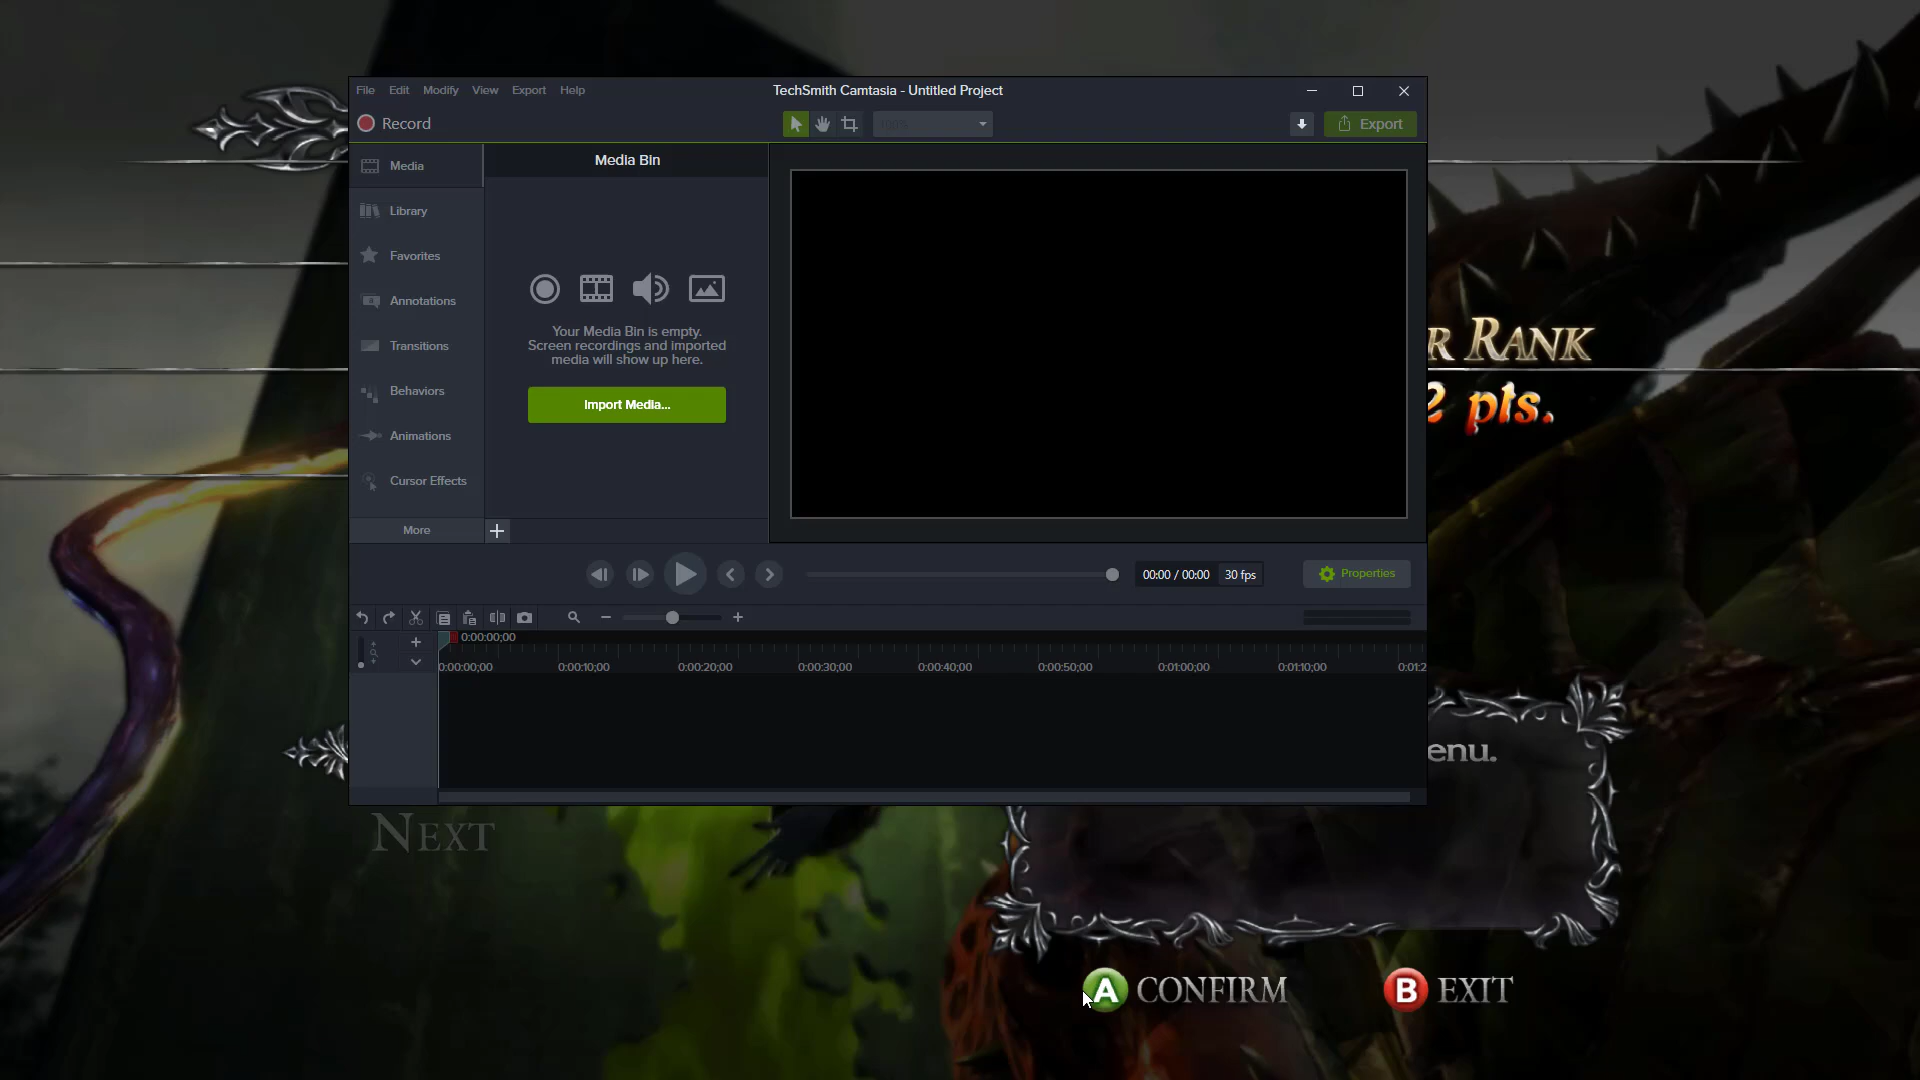 TechSmith Camtasia - Untitled Project
File Edit Modify View Export Help
Record
Export
Media
Library
Favorites
Annotations
Transitions
Behaviors
Animations
Cursor Effects
More
Media Bin
Your Media Bin is empty.
Screen recordings and imported
media will show up here.
Import Media...
00:00 / 00:00 30 fps
Properties
0:00:00;00
0:00:00;00 0:00:10;00 0:00:20;00 0:00:30;00 0:00:40;00 0:00:50;00 0:01:00;00 0:01:10;00 0:01:2
R RANK
2 pts.
enu.
NEXT
A CONFIRM
B EXIT